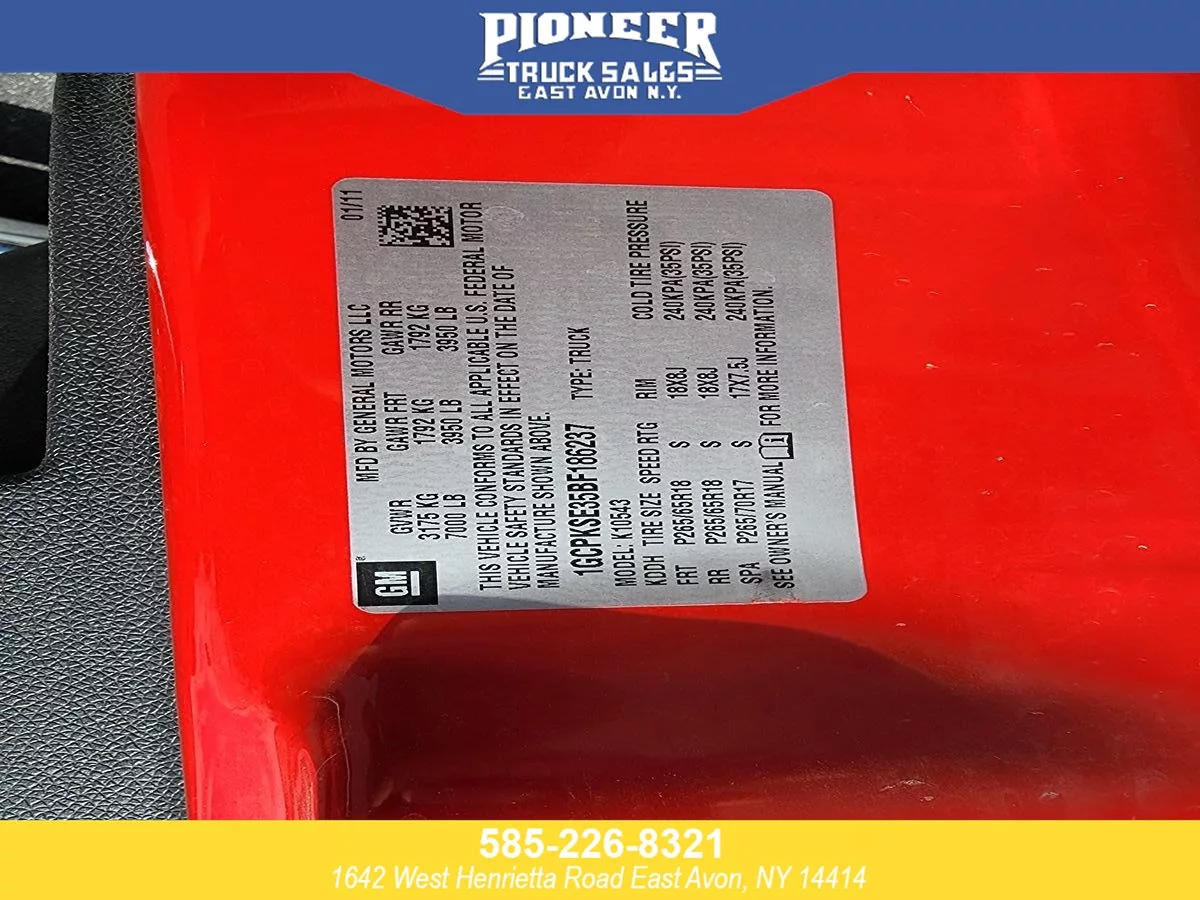 PIONEER
TRUCK SALES
EAST AVON N.Y.
MFD BY GENERAL MOTORS LLC
01/11
GM
GVWR GAWR FRT GAWR RR
3175 KG 1792 KG 1792 KG
7000 LB 3950 LB 3950 LB
THIS VEHICLE CONFORMS TO ALL APPLICABLE U.S. FEDERAL MOTOR
VEHICLE SAFETY STANDARDS IN EFFECT ON THE DATE OF
MANUFACTURE SHOWN ABOVE.
1GCPKSE35BF186237 TYPE: TRUCK
MODEL: K10543
KDDH TIRE SIZE SPEED RTG RIM COLD TIRE PRESSURE
FRT P265/65R18 S 18X8J 240KPA(35PSI)
RR P265/65R18 S 18X8J 240KPA(35PSI)
SPA P265/70R17 S 17X7.5J 240KPA(35PSI)
SEE OWNER'S MANUAL FOR MORE INFORMATION.
585-226-8321
1642 West Henrietta Road East Avon, NY 14414